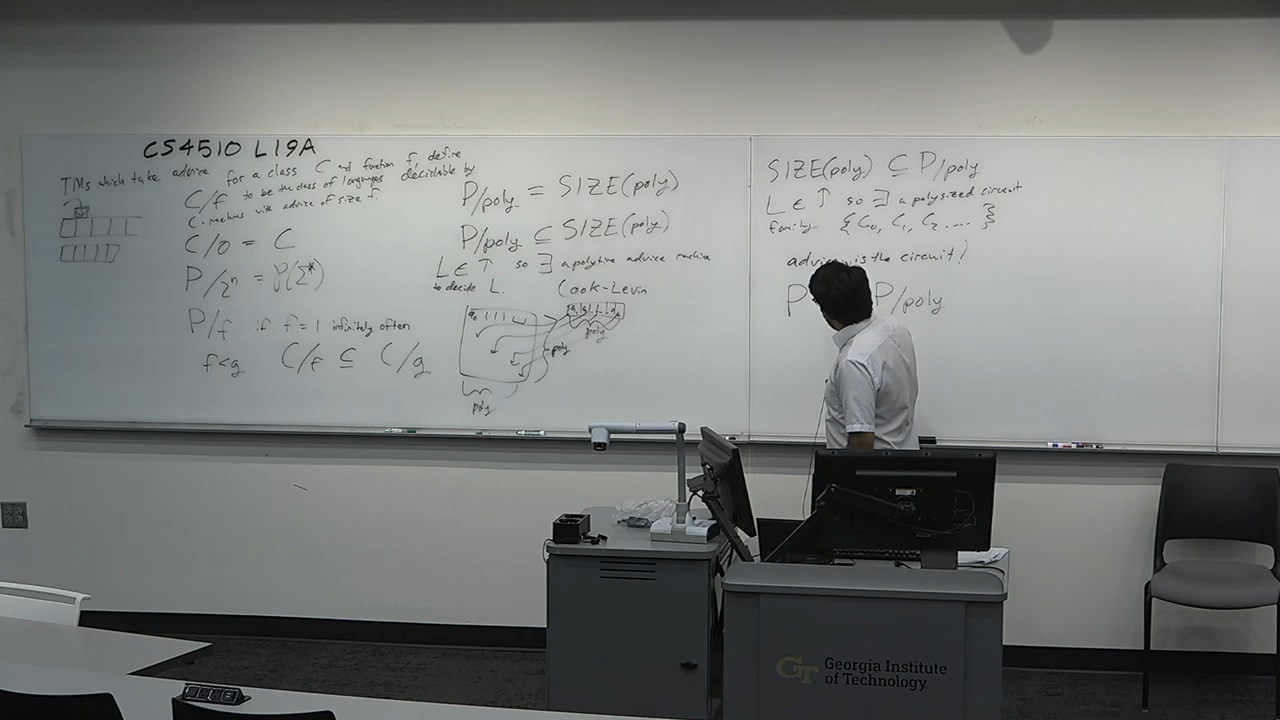 CS4510 L19A
TMs which take advice for a class C and function f, define
C/f to be the class of languages decidable by
C-machines with advice of size f.
C/0 = C
P/2ⁿ = P(Σ*)
P/f if f=1 infinitely often
f<g C/f ⊆ C/g
P/poly = SIZE(poly)
P/poly ⊆ SIZE(poly)
L ∈ ↑ so ∃ a polytime advice machine
to decide L. Cook-Levin
poly
poly
poly
SIZE(poly) ⊆ P/poly
L ∈ ↑ so ∃ a polysized circuit
family { C₀, C₁, C₂ .... }
advice is the circuit!
P P/poly
GT Georgia Institute
of Technology